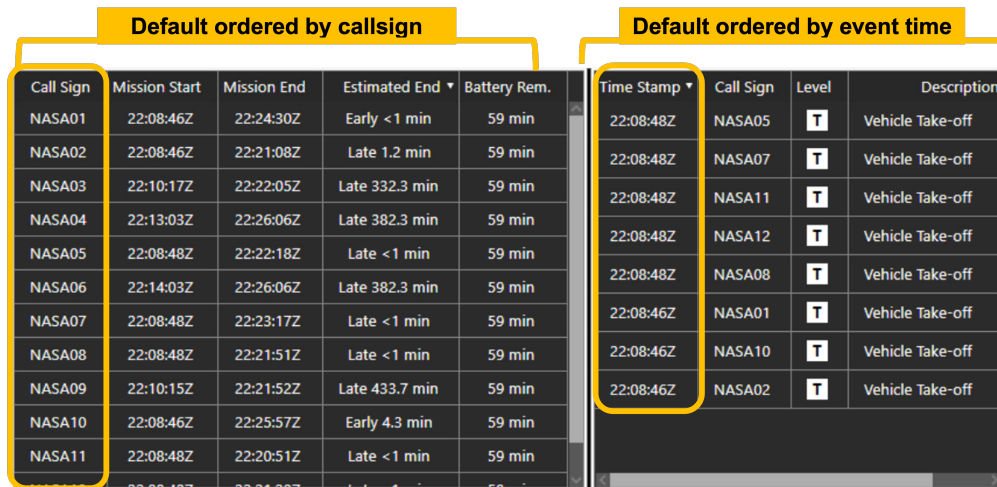 Default ordered by callsign
Default ordered by event time
Call Sign Mission Start Mission End Estimated End ▼ Battery Rem.
NASA01 22:08:46Z 22:24:30Z Early <1 min 59 min
NASA02 22:08:46Z 22:21:08Z Late 1.2 min 59 min
NASA03 22:10:17Z 22:22:05Z Late 332.3 min 59 min
NASA04 22:13:03Z 22:26:06Z Late 382.3 min 59 min
NASA05 22:08:48Z 22:22:18Z Late <1 min 59 min
NASA06 22:14:03Z 22:26:06Z Late 382.3 min 59 min
NASA07 22:08:48Z 22:23:17Z Late <1 min 59 min
NASA08 22:08:48Z 22:21:51Z Late <1 min 59 min
NASA09 22:10:15Z 22:21:52Z Late 433.7 min 59 min
NASA10 22:08:46Z 22:25:57Z Early 4.3 min 59 min
NASA11 22:08:48Z 22:20:51Z Late <1 min 59 min
Time Stamp ▼ Call Sign Level Description
22:08:48Z NASA05 T Vehicle Take-off
22:08:48Z NASA07 T Vehicle Take-off
22:08:48Z NASA11 T Vehicle Take-off
22:08:48Z NASA12 T Vehicle Take-off
22:08:48Z NASA08 T Vehicle Take-off
22:08:46Z NASA01 T Vehicle Take-off
22:08:46Z NASA10 T Vehicle Take-off
22:08:46Z NASA02 T Vehicle Take-off